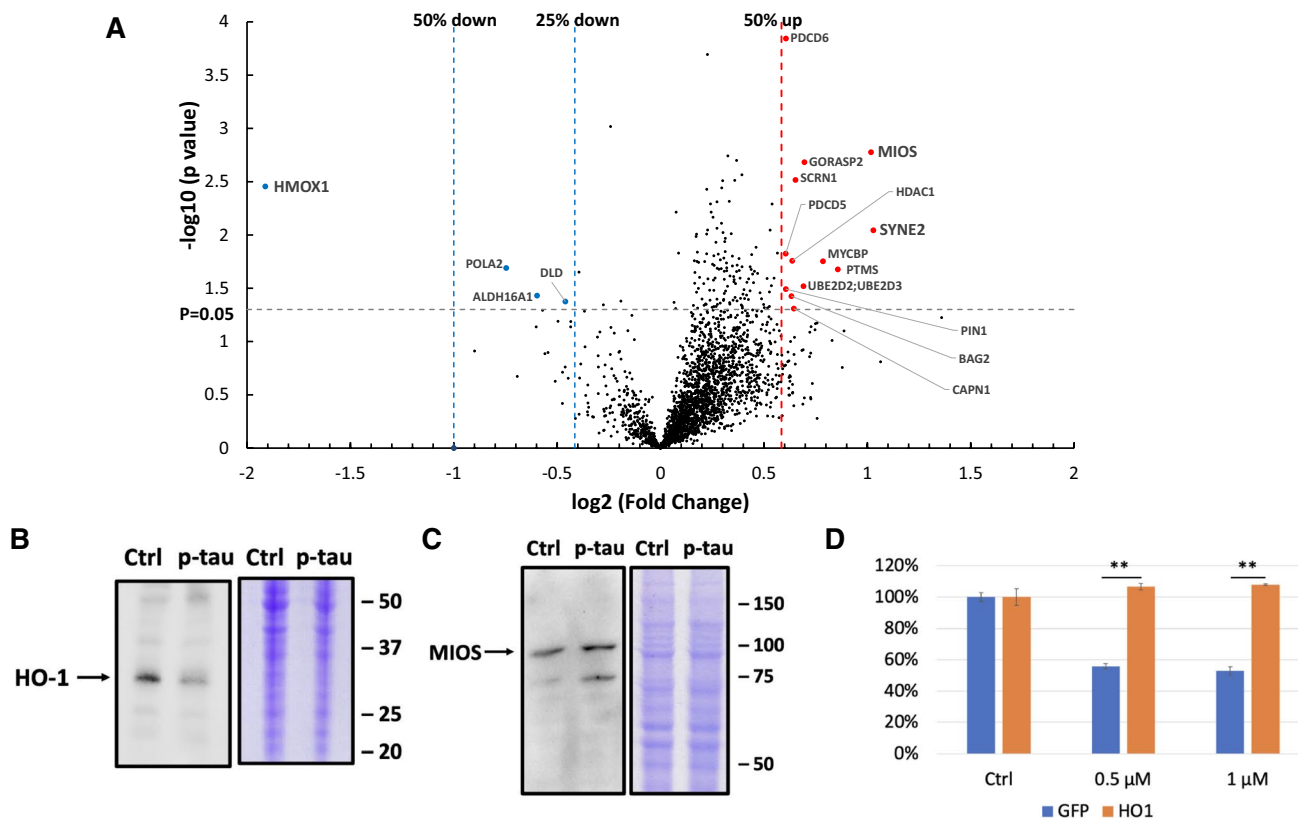 A
50% down
25% down
50% up
4
3.5
3
2.5
2
1.5
1
0.5
0
P=0.05
-log10 (p value)
PDCD6
MIOS
GORASP2
SCRN1
HDAC1
HMOX1
PDCD5
SYNE2
MYCBP
POLA2
DLD
PTMS
UBE2D2;UBE2D3
ALDH16A1
PIN1
BAG2
CAPN1
-2
-1.5
-1
-0.5
0
0.5
1
1.5
2
log2 (Fold Change)
B
Ctrl p-tau Ctrl p-tau
HO-1
– 50
– 37
– 25
– 20
C
Ctrl p-tau Ctrl p-tau
MIOS
– 150
– 100
– 75
– 50
D
120%
100%
80%
60%
40%
20%
0%
**
**
Ctrl
0.5 μM
1 μM
GFP HO1